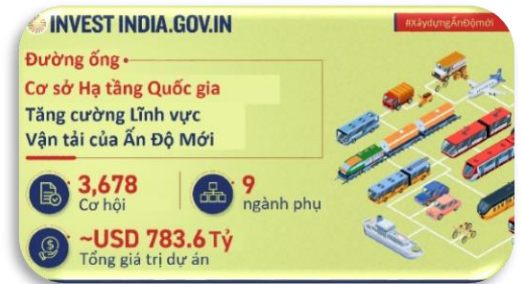 INVEST INDIA.GOV.IN
#XâydựngẤnĐộmới
Đường ống
Cơ sở Hạ tầng Quốc gia
Tăng cường Lĩnh vực
Vận tải của Ấn Độ Mới
3,678
Cơ hội
9
ngành phụ
~USD 783.6 Tỷ
Tổng giá trị dự án